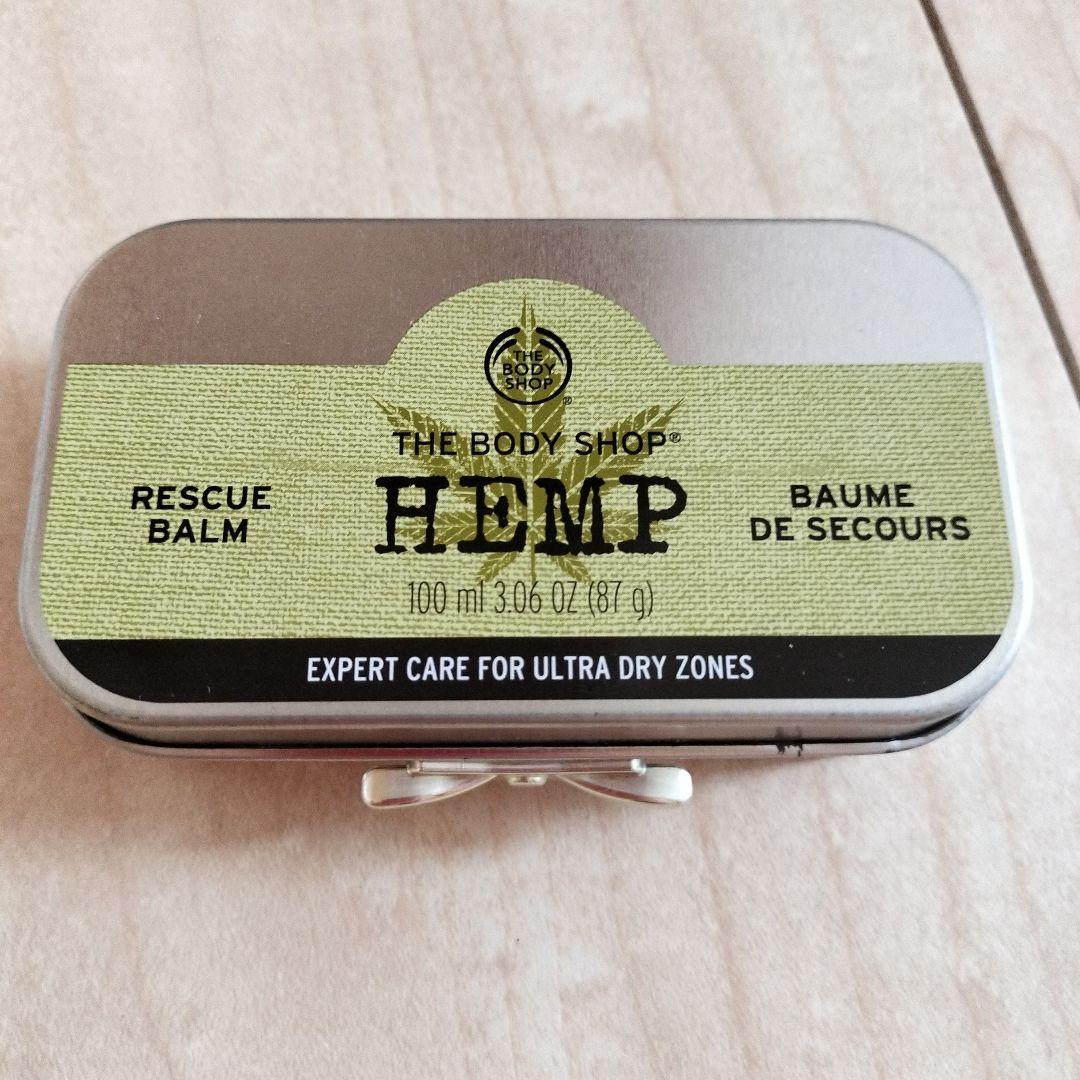 THE
BODY
SHOP®
THE BODY SHOP®
HEMP
RESCUE
BALM
BAUME
DE SECOURS
100 ml 3.06 OZ (87 g)
EXPERT CARE FOR ULTRA DRY ZONES